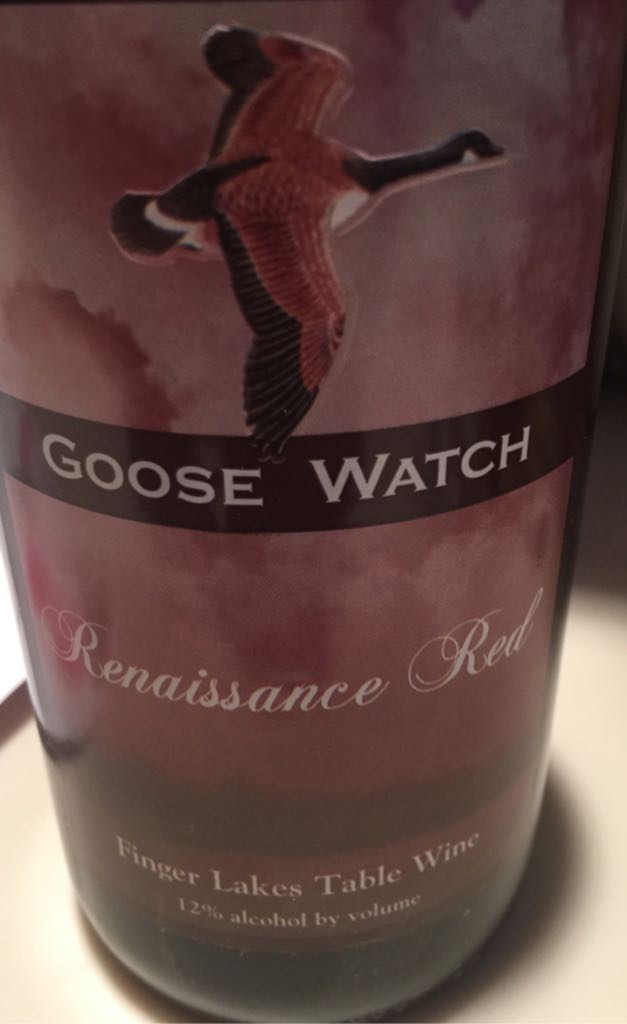 GOOSE WATCH
Renaissance Red
Finger Lakes Table Wine
12% alcohol by volume